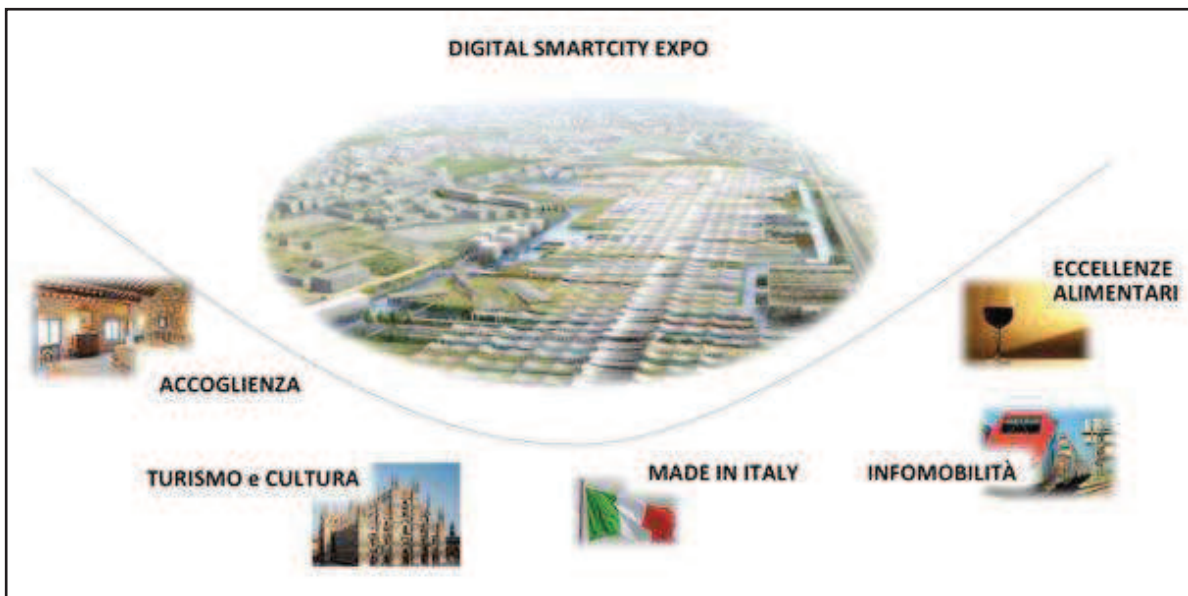 DIGITAL SMARTCITY EXPO
ECCELLENZE
ALIMENTARI
ACCOGLIENZA
TURISMO e CULTURA
MADE IN ITALY
INFOMOBILITÀ